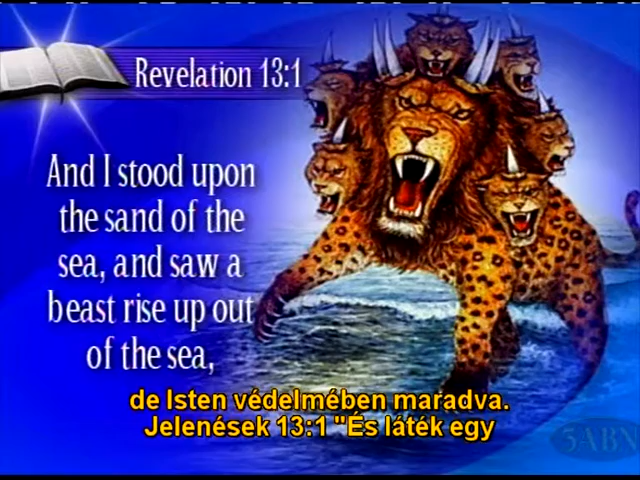 Revelation 13:1
And I stood upon
the sand of the
sea, and saw a
beast rise up out
of the sea,
de Isten védelmében maradva.
Jelenések 13:1 "És láték egy
3ABN